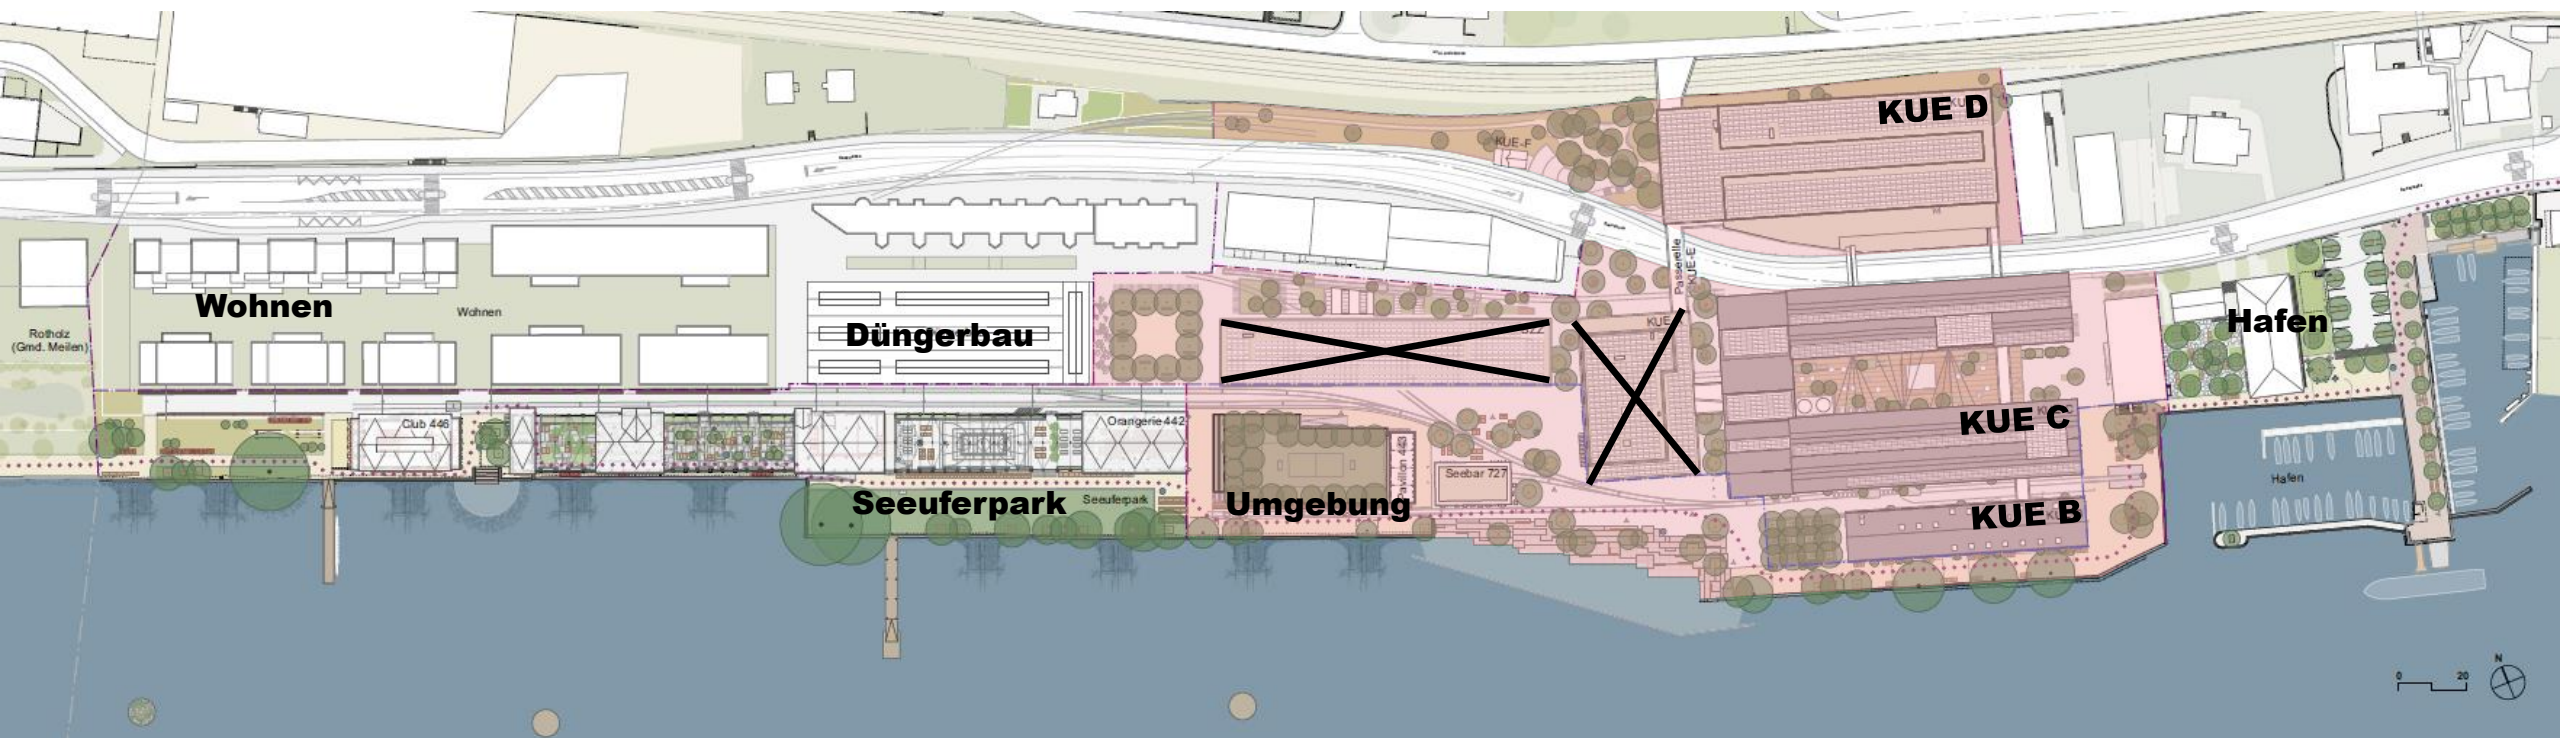 KUE D
KUE-F
Passerelle
KUE-E
Wohnen
Wohnen
Rotholz
(Gmd. Meilen)
Düngerbau
KUE
Hafen
Club 446
Orangerie 442
KUE C
Pavillon 443
Seebar 727
Seeuferpark
Seeuferpark
Umgebung
KUE B
Hafen
N
0 20